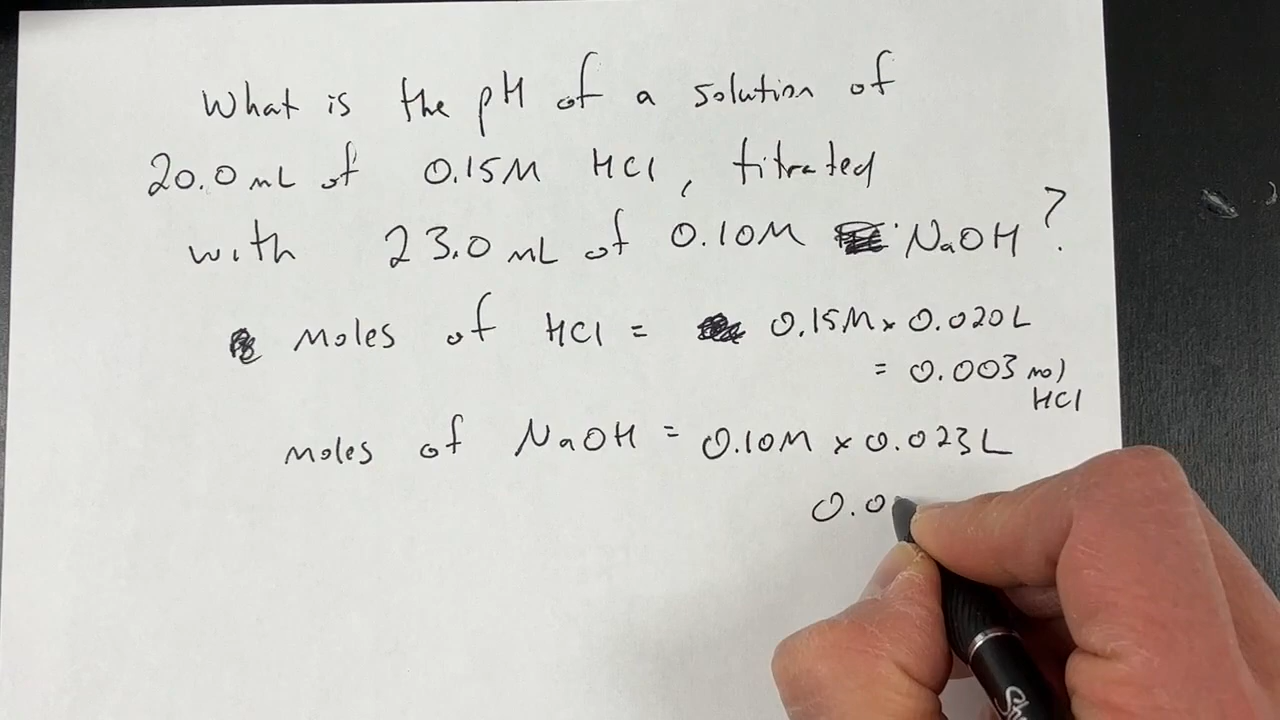 What is the pH of a solution of
20.0 mL of 0.15M HCl, titrated
with 23.0 mL of 0.10M NaOH?
moles of HCl = 0.15M x 0.020L
= 0.003 mol
HCl
moles of NaOH = 0.10M x 0.023L
0.0